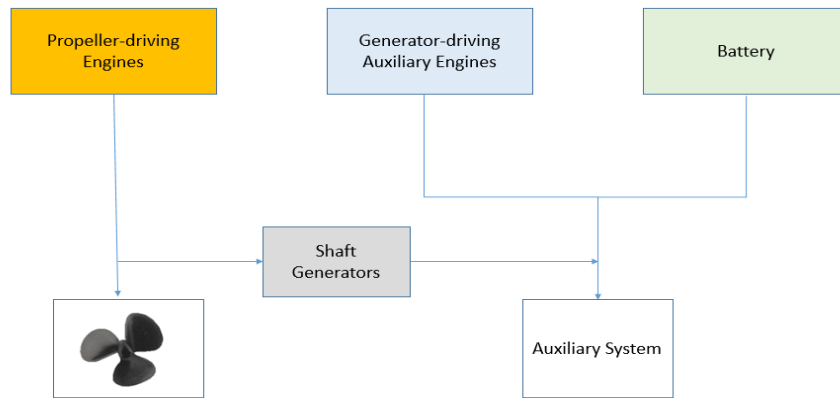 Propeller-driving
Engines
Generator-driving
Auxiliary Engines
Battery
Shaft
Generators
Auxiliary System